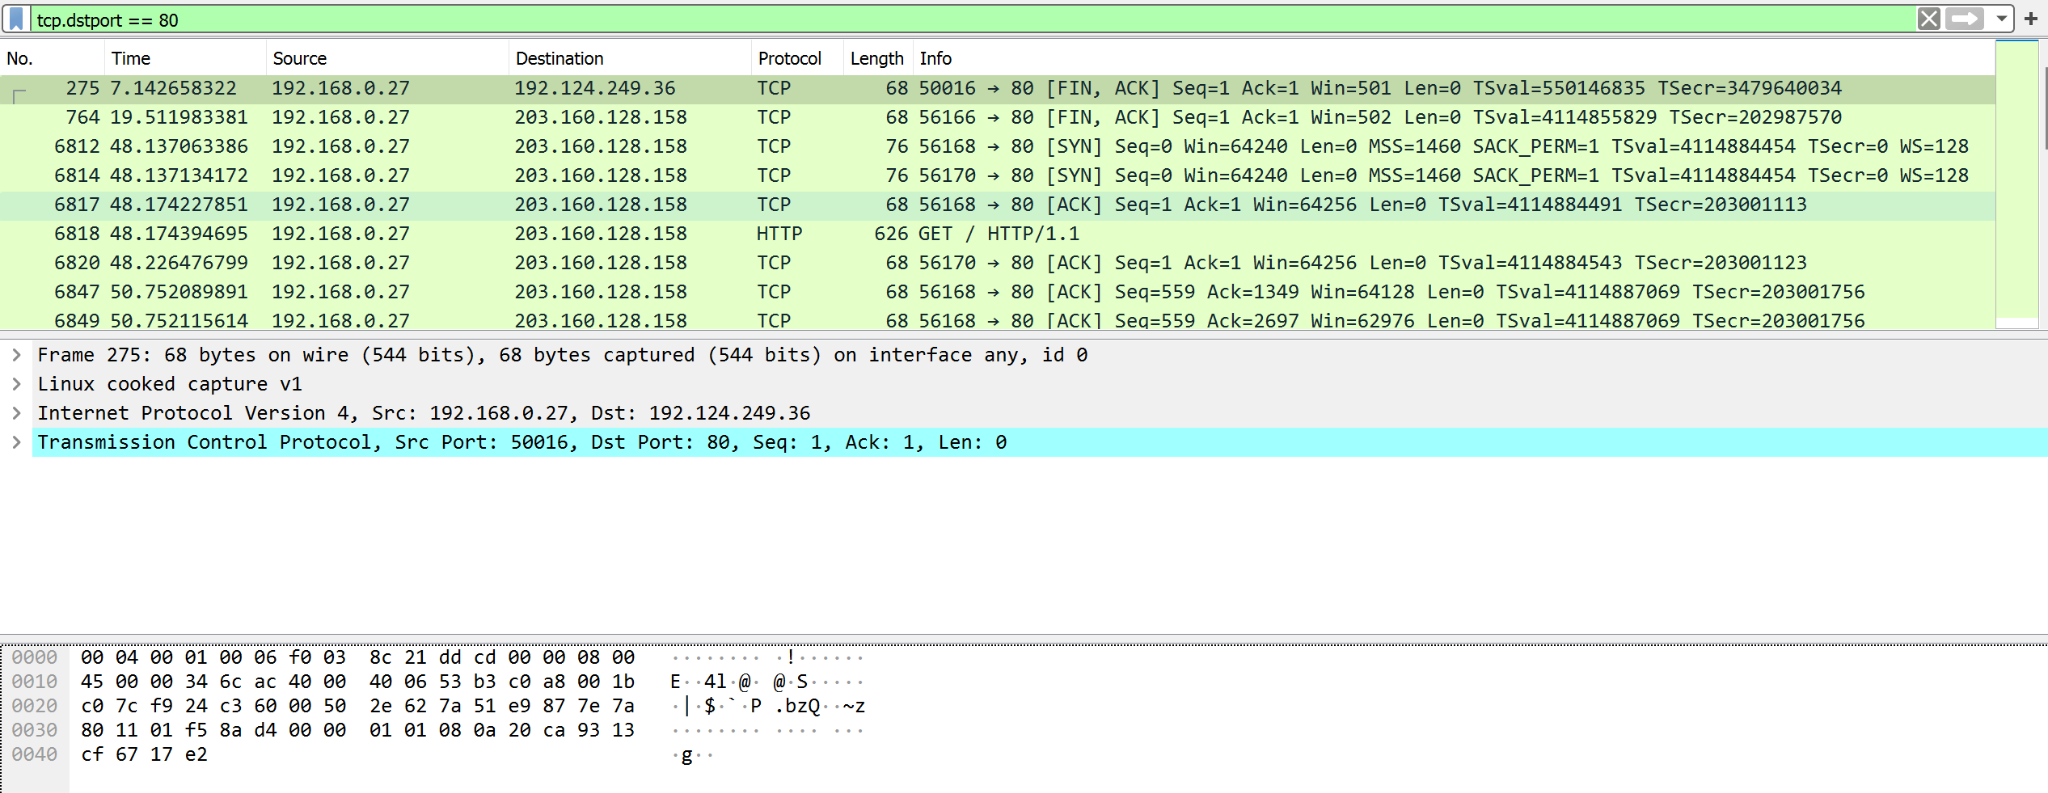 tcp.dstport == 80
No. Time Source Destination Protocol Length Info
275 7.142658322 192.168.0.27 192.124.249.36 TCP 68 50016 → 80 [FIN, ACK] Seq=1 Ack=1 Win=501 Len=0 TSval=550146835 TSecr=3479640034
764 19.511983381 192.168.0.27 203.160.128.158 TCP 68 56166 → 80 [FIN, ACK] Seq=1 Ack=1 Win=502 Len=0 TSval=4114855829 TSecr=202987570
6812 48.137063386 192.168.0.27 203.160.128.158 TCP 76 56168 → 80 [SYN] Seq=0 Win=64240 Len=0 MSS=1460 SACK_PERM=1 TSval=4114884454 TSecr=0 WS=128
6814 48.137134172 192.168.0.27 203.160.128.158 TCP 76 56170 → 80 [SYN] Seq=0 Win=64240 Len=0 MSS=1460 SACK_PERM=1 TSval=4114884454 TSecr=0 WS=128
6817 48.174227851 192.168.0.27 203.160.128.158 TCP 68 56168 → 80 [ACK] Seq=1 Ack=1 Win=64256 Len=0 TSval=4114884491 TSecr=203001113
6818 48.174394695 192.168.0.27 203.160.128.158 HTTP 626 GET / HTTP/1.1
6820 48.226476799 192.168.0.27 203.160.128.158 TCP 68 56170 → 80 [ACK] Seq=1 Ack=1 Win=64256 Len=0 TSval=4114884543 TSecr=203001123
6847 50.752089891 192.168.0.27 203.160.128.158 TCP 68 56168 → 80 [ACK] Seq=559 Ack=1349 Win=64128 Len=0 TSval=4114887069 TSecr=203001756
6849 50.752115614 192.168.0.27 203.160.128.158 TCP 68 56168 → 80 [ACK] Seq=559 Ack=2697 Win=62976 Len=0 TSval=4114887069 TSecr=203001756
Frame 275: 68 bytes on wire (544 bits), 68 bytes captured (544 bits) on interface any, id 0
Linux cooked capture v1
Internet Protocol Version 4, Src: 192.168.0.27, Dst: 192.124.249.36
Transmission Control Protocol, Src Port: 50016, Dst Port: 80, Seq: 1, Ack: 1, Len: 0
0000 00 04 00 01 00 06 f0 03 8c 21 dd cd 00 00 08 00 ········ ·!······
0010 45 00 00 34 6c ac 40 00 40 06 53 b3 c0 a8 00 1b E··4l·@· @·S·····
0020 c0 7c f9 24 c3 60 00 50 2e 62 7a 51 e9 87 7e 7a ·|·$·`·P .bzQ··~z
0030 80 11 01 f5 8a d4 00 00 01 01 08 0a 20 ca 93 13 ········ ···· ···
0040 cf 67 17 e2 ·g··